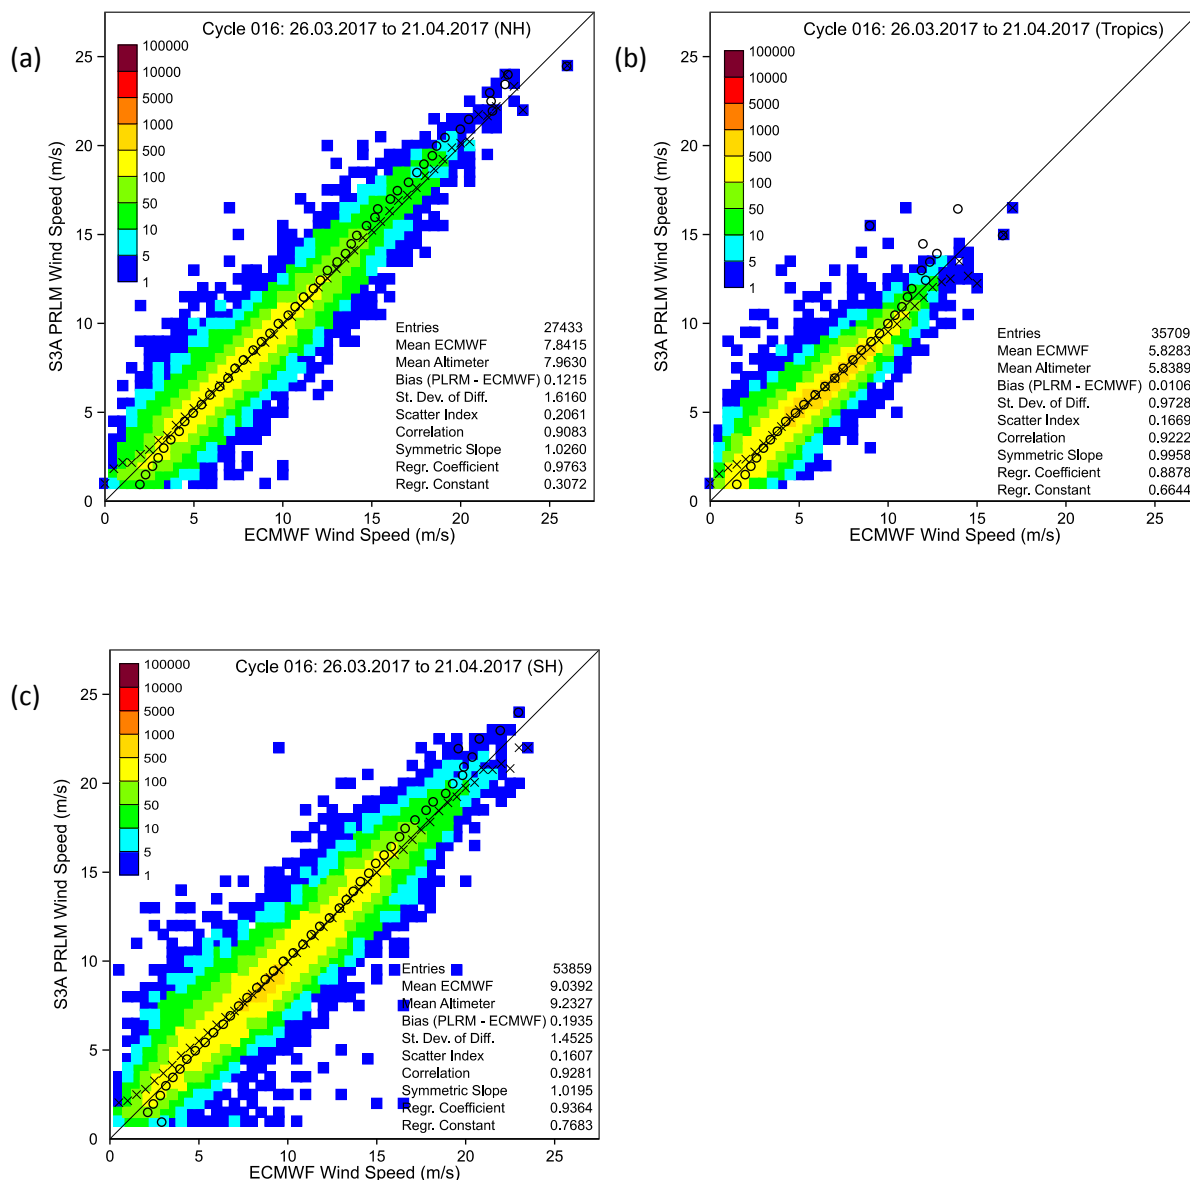 (a)
Cycle 016: 26.03.2017 to 21.04.2017 (NH)
100000
10000
5000
1000
500
100
50
10
5
1
25
20
15
10
5
0
S3A PRLM Wind Speed (m/s)
Entries 27433
Mean ECMWF 7.8415
Mean Altimeter 7.9630
Bias (PLRM - ECMWF) 0.1215
St. Dev. of Diff. 1.6160
Scatter Index 0.2061
Correlation 0.9083
Symmetric Slope 1.0260
Regr. Coefficient 0.9763
Regr. Constant 0.3072
0 5 10 15 20 25
ECMWF Wind Speed (m/s)
(b)
Cycle 016: 26.03.2017 to 21.04.2017 (Tropics)
100000
10000
5000
1000
500
100
50
10
5
1
25
20
15
10
5
0
S3A PRLM Wind Speed (m/s)
Entries 35709
Mean ECMWF 5.8283
Mean Altimeter 5.8389
Bias (PLRM - ECMWF) 0.0106
St. Dev. of Diff. 0.9728
Scatter Index 0.1669
Correlation 0.9222
Symmetric Slope 0.9958
Regr. Coefficient 0.8878
Regr. Constant 0.6644
0 5 10 15 20 25
ECMWF Wind Speed (m/s)
(c)
Cycle 016: 26.03.2017 to 21.04.2017 (SH)
100000
10000
5000
1000
500
100
50
10
5
1
25
20
15
10
5
0
S3A PRLM Wind Speed (m/s)
Entries 53859
Mean ECMWF 9.0392
Mean Altimeter 9.2327
Bias (PLRM - ECMWF) 0.1935
St. Dev. of Diff. 1.4525
Scatter Index 0.1607
Correlation 0.9281
Symmetric Slope 1.0195
Regr. Coefficient 0.9364
Regr. Constant 0.7683
0 5 10 15 20 25
ECMWF Wind Speed (m/s)